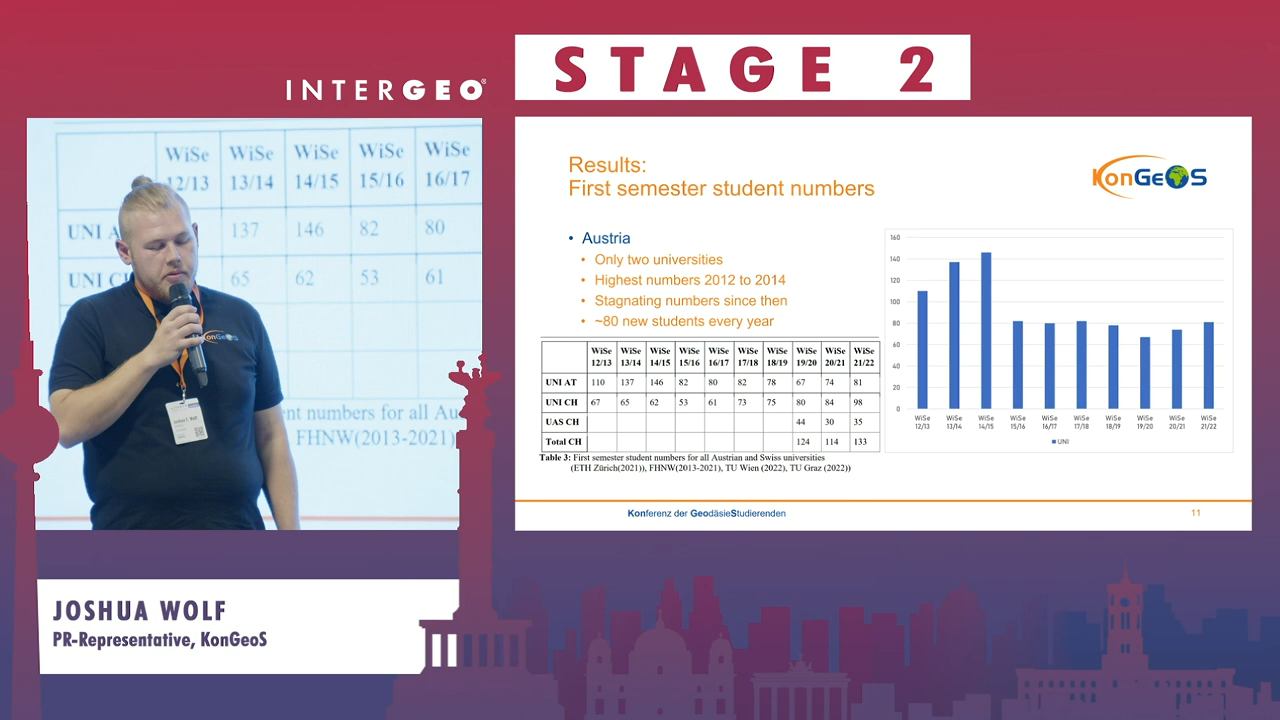 INTERGEO®
STAGE 2
WiSe WiSe WiSe WiSe WiSe
12/13 13/14 14/15 15/16 16/17
UNI 137 146 82 80
UNI 65 62 53 61
nt numbers for all Au
FHNW(2013-2021)
KonGeoS
Results:
First semester student numbers
KonGeoS
• Austria
• Only two universities
• Highest numbers 2012 to 2014
• Stagnating numbers since then
• ~80 new students every year
WiSe WiSe WiSe WiSe WiSe WiSe WiSe WiSe WiSe WiSe
12/13 13/14 14/15 15/16 16/17 17/18 18/19 19/20 20/21 21/22
UNI AT 110 137 146 82 80 82 78 67 74 81
UNI CH 67 65 62 53 61 73 75 80 84 98
UAS CH 44 30 35
Total CH 124 114 133
Table 3: First semester student numbers for all Austrian and Swiss universities
(ETH Zürich(2021)), FHNW(2013-2021), TU Wien (2022), TU Graz (2022))
160
140
120
100
80
60
40
20
0
WiSe WiSe WiSe WiSe WiSe WiSe WiSe WiSe WiSe WiSe
12/13 13/14 14/15 15/16 16/17 17/18 18/19 19/20 20/21 21/22
UNI
Konferenz der GeodäsieStudierenden
11
JOSHUA WOLF
PR-Representative, KonGeoS